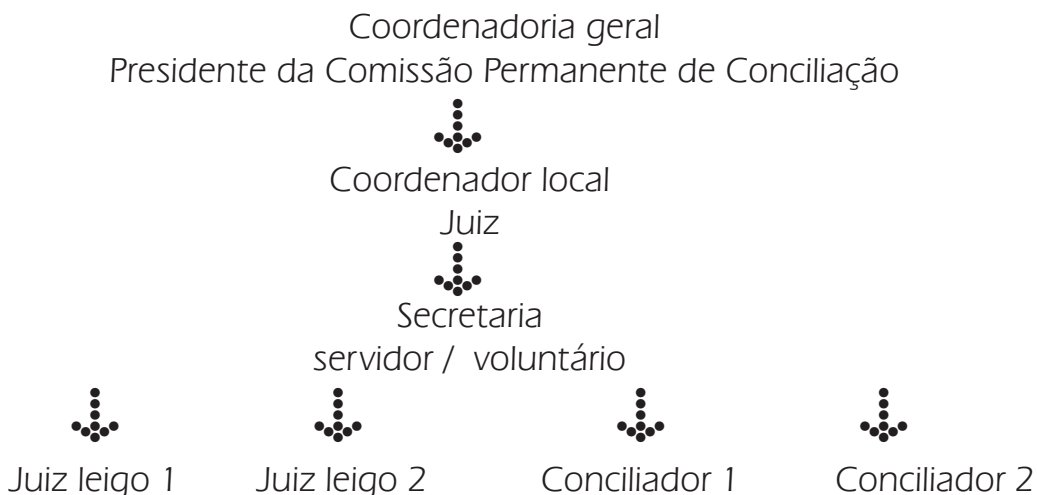 Coordenadoria geral
Presidente da Comissão Permanente de Conciliação
Coordenador local
Juiz
Secretaria
servidor / voluntário
Juiz leigo 1 Juiz leigo 2 Conciliador 1 Conciliador 2